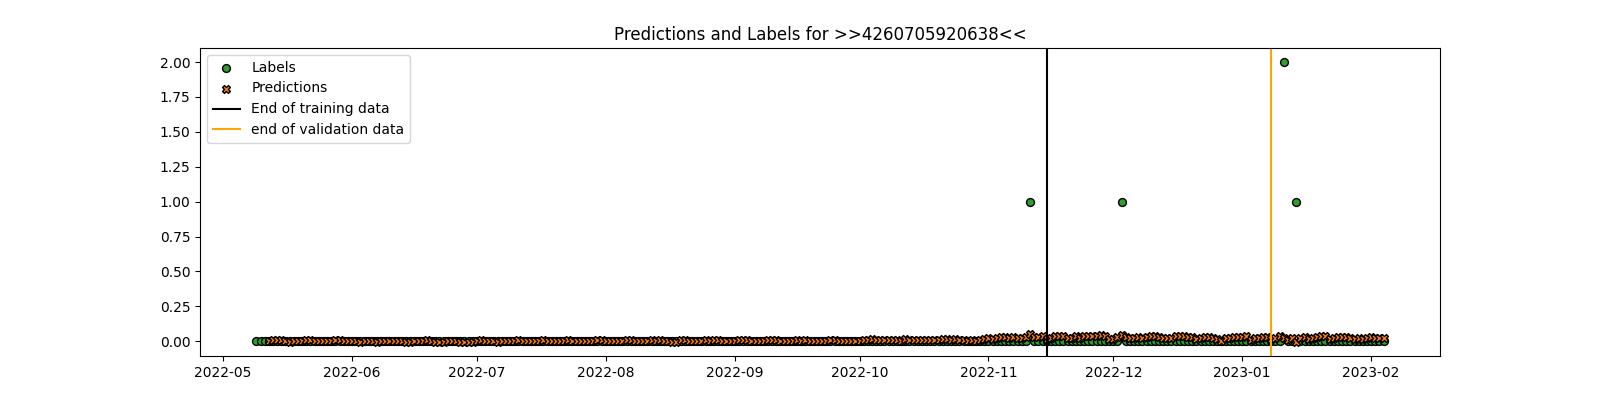 Predictions and Labels for >>4260705920638<<
Labels
Predictions
End of training data
end of validation data
2.00
1.75
1.50
1.25
1.00
0.75
0.50
0.25
0.00
2022-05 2022-06 2022-07 2022-08 2022-09 2022-10 2022-11 2022-12 2023-01 2023-02